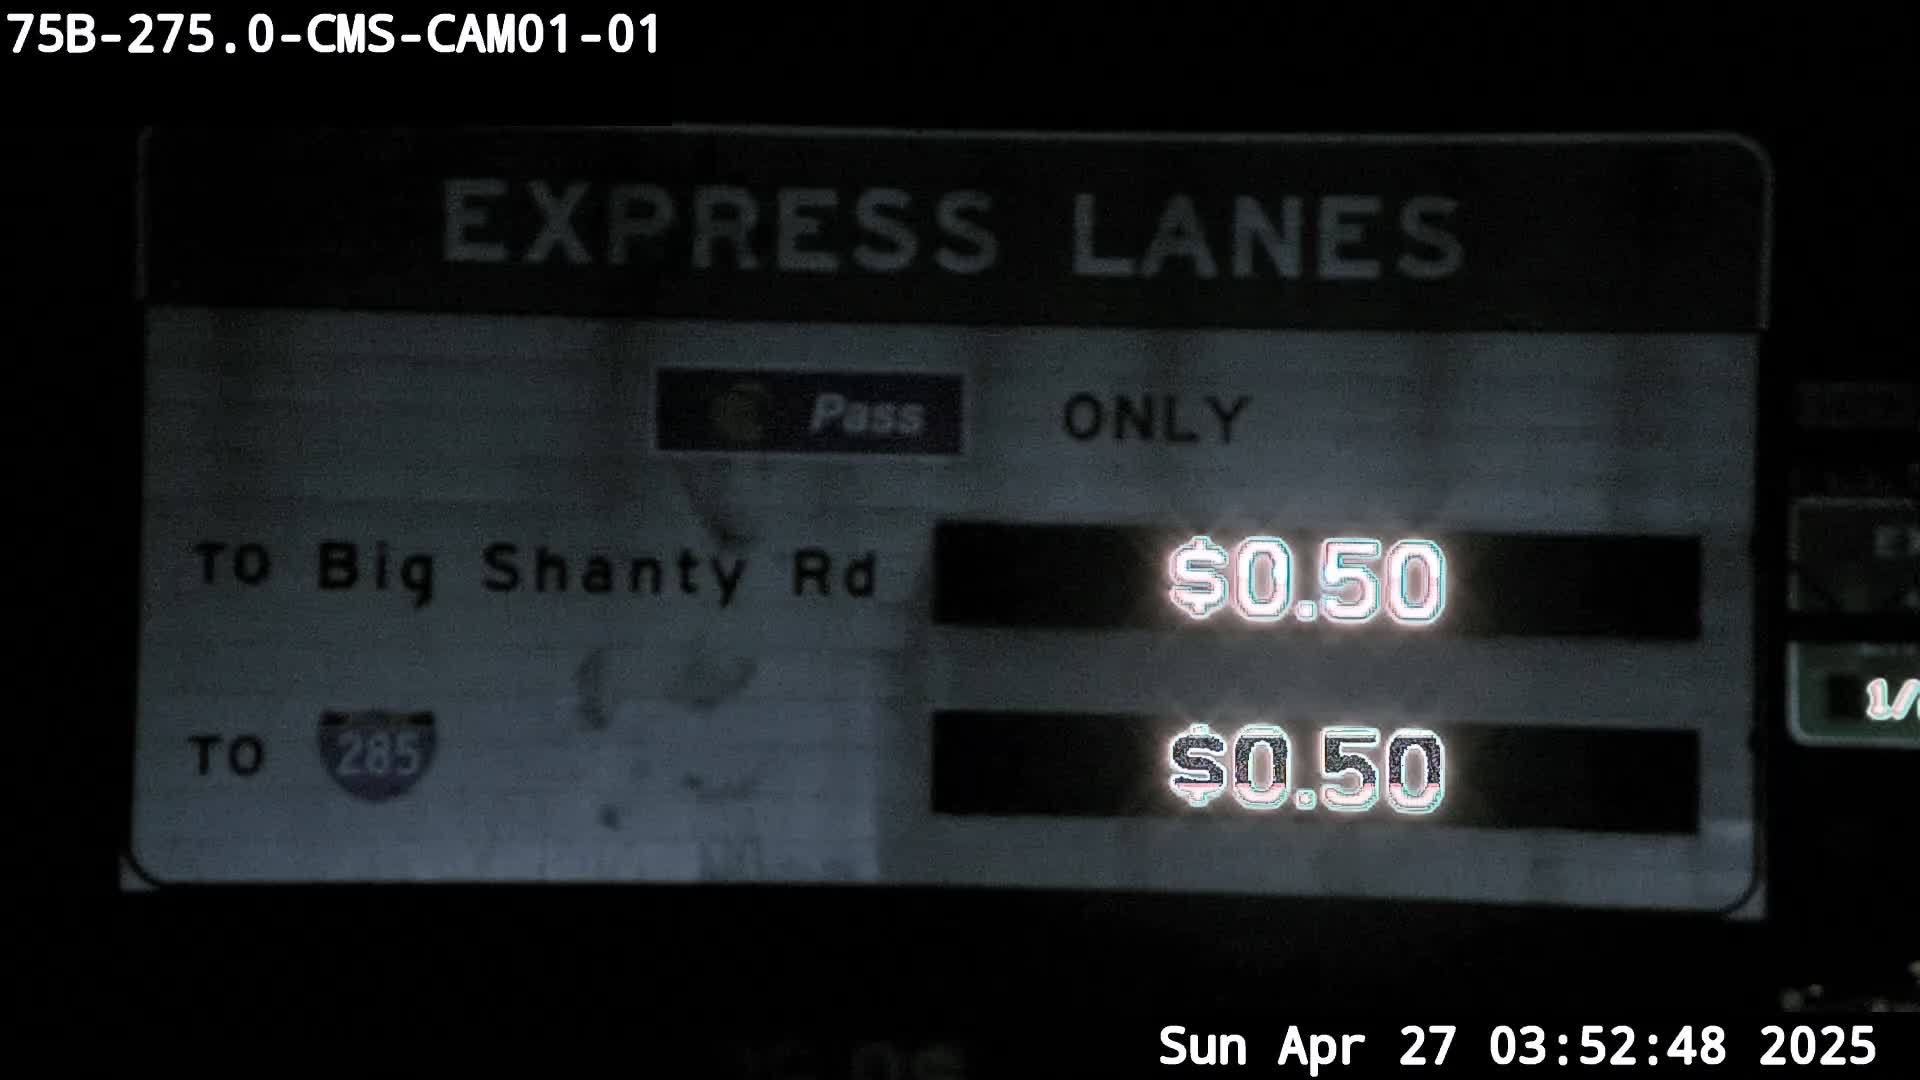 75B-275.0-CMS-CAM01-01
EXPRESS LANES
Pass ONLY
TO Big Shanty Rd $0.50
TO 285 $0.50
1/
Sun Apr 27 03:52:48 2025